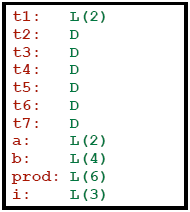 t1: L(2)
t2: D
t3: D
t4: D
t5: D
t6: D
t7: D
a: L(2)
b: L(4)
prod: L(6)
i: L(3)